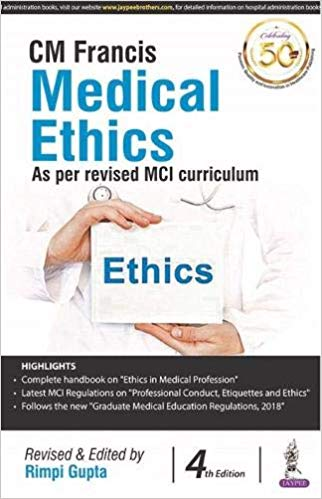 administration books, visit our website www.jaypeebrothers.com, for detailed information on hospital administration books
CM Francis
Celebrating
50
Medical
Ethics
As per revised MCI curriculum
Ethics
HIGHLIGHTS
• Complete handbook on "Ethics in Medical Profession"
• Latest MCI Regulations on "Professional Conduct, Etiquettes and Ethics"
• Follows the new "Graduate Medical Education Regulations, 2018"
Revised & Edited by
Rimpi Gupta
4th Edition
JAYPEE